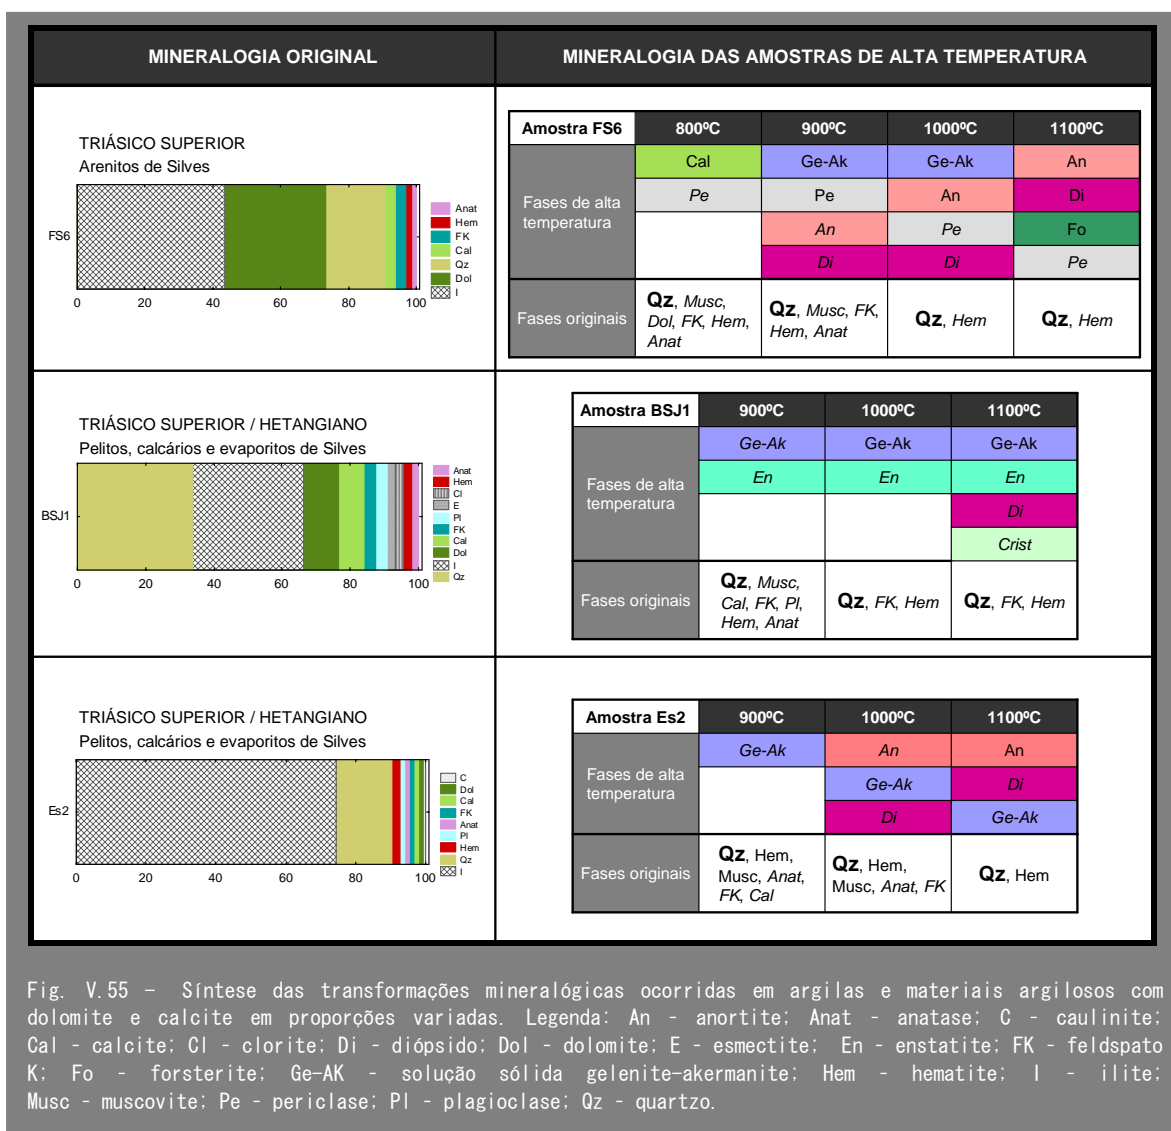 MINERALOGIA ORIGINAL
MINERALOGIA DAS AMOSTRAS DE ALTA TEMPERATURA
TRIÁSICO SUPERIOR
Arenitos de Silves
FS6
Anat
Hem
FK
Cal
Qz
Dol
I
0 20 40 60 80 100
Amostra FS6 800ºC 900ºC 1000ºC 1100ºC
Fases de alta
temperatura
Cal Ge-Ak Ge-Ak An
Pe Pe An Di
An Pe Fo
Di Di Pe
Fases originais
Qz, Musc,
Dol, FK, Hem,
Anat
Qz, Musc, FK,
Hem, Anat
Qz, Hem
Qz, Hem
TRIÁSICO SUPERIOR / HETANGIANO
Pelitos, calcários e evaporitos de Silves
BSJ1
Anat
Hem
Cl
E
Pl
FK
Cal
Dol
I
Qz
0 20 40 60 80 100
Amostra BSJ1 900ºC 1000ºC 1100ºC
Fases de alta
temperatura
Ge-Ak Ge-Ak Ge-Ak
En En En
Di
Crist
Fases originais
Qz, Musc,
Cal, FK, Pl,
Hem, Anat
Qz, FK, Hem
Qz, FK, Hem
TRIÁSICO SUPERIOR / HETANGIANO
Pelitos, calcários e evaporitos de Silves
Es2
C
Dol
Cal
FK
Anat
Pl
Hem
Qz
I
0 20 40 60 80 100
Amostra Es2 900ºC 1000ºC 1100ºC
Fases de alta
temperatura
Ge-Ak An An
Ge-Ak Di
Di Ge-Ak
Fases originais
Qz, Hem,
Musc, Anat,
FK, Cal
Qz, Hem,
Musc, Anat, FK
Qz, Hem
Fig. V.55 - Síntese das transformações mineralógicas ocorridas em argilas e materiais argilosos com
dolomite e calcite em proporções variadas. Legenda: An - anortite; Anat - anatase; C - caulinite;
Cal - calcite; Cl - clorite; Di - diópsido; Dol - dolomite; E - esmectite; En - enstatite; FK - feldspato
K; Fo - forsterite; Ge-AK - solução sólida gelenite-akermanite; Hem - hematite; I - ilite;
Musc - muscovite; Pe - periclase; Pl - plagioclase; Qz - quartzo.